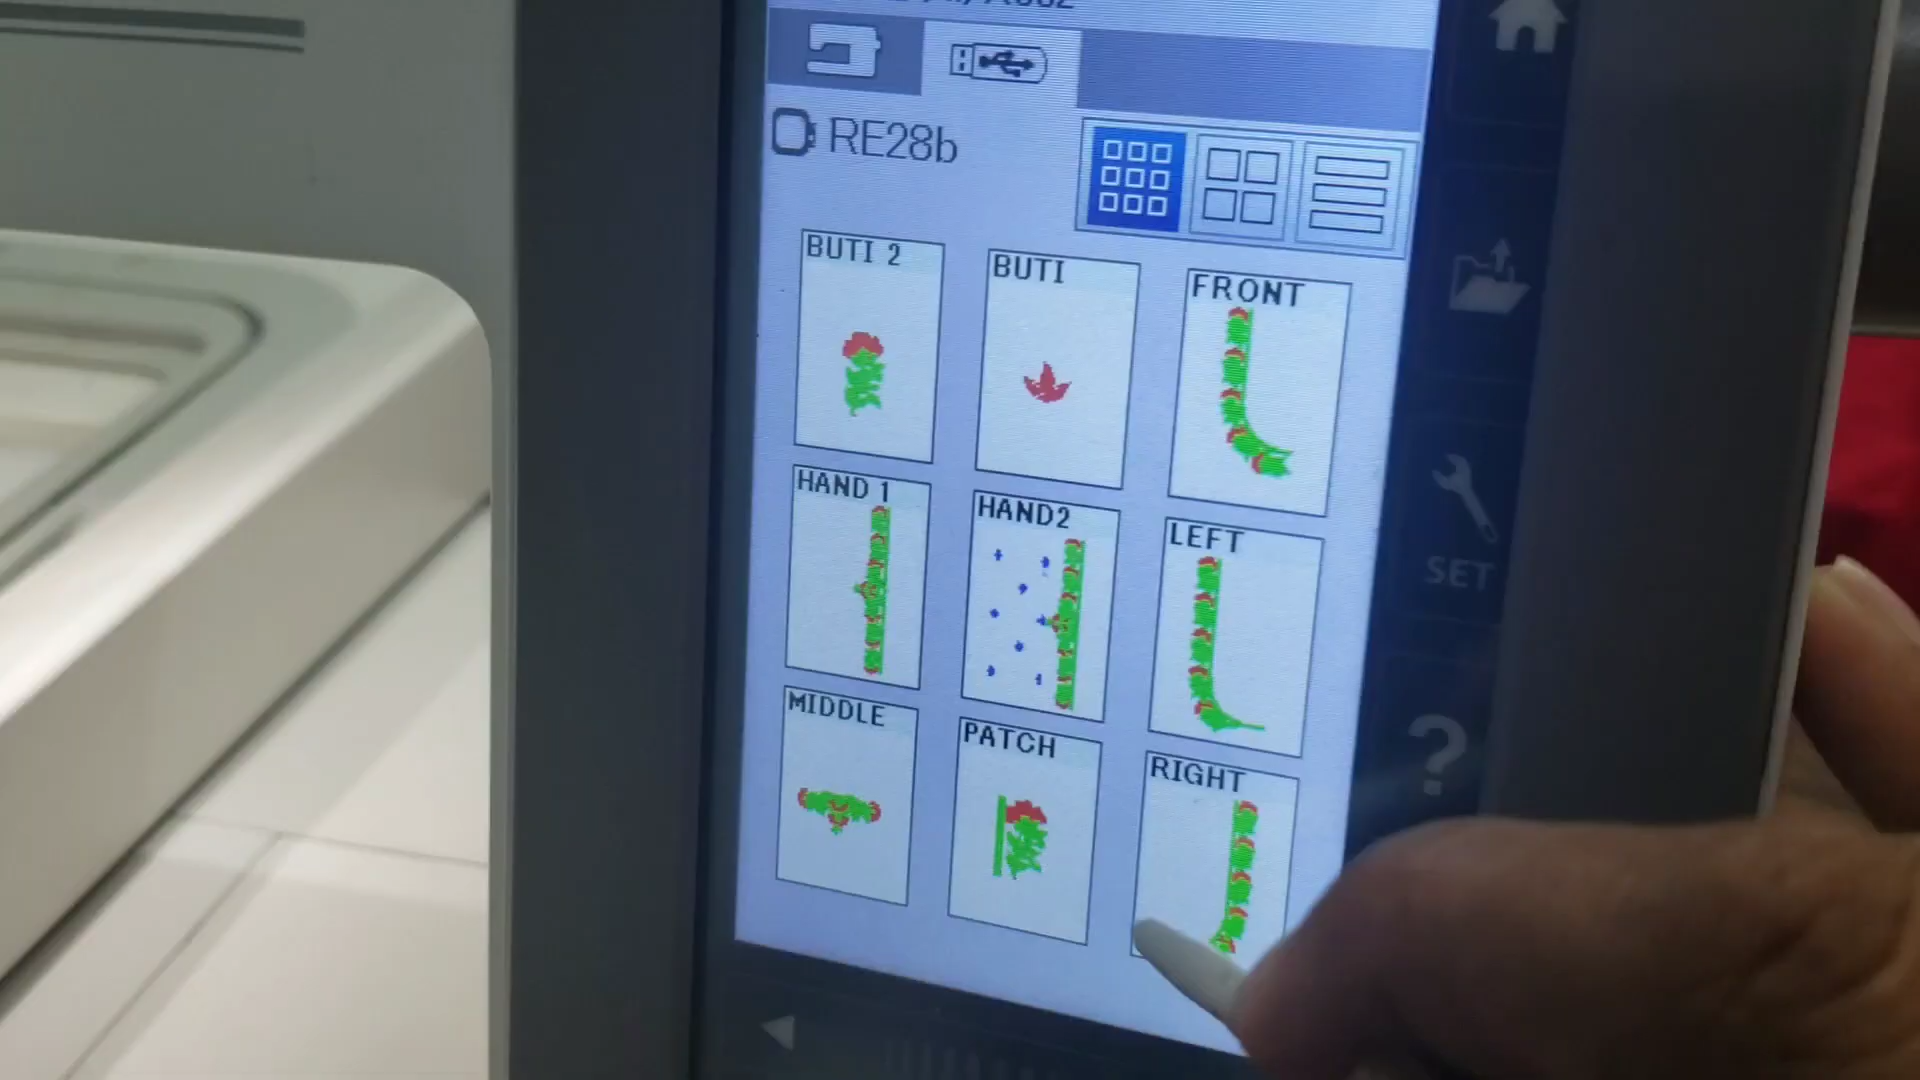 RE28b
BUTI 2
BUTI
FRONT
HAND 1
HAND2
LEFT
SET
MIDDLE
PATCH
RIGHT
?